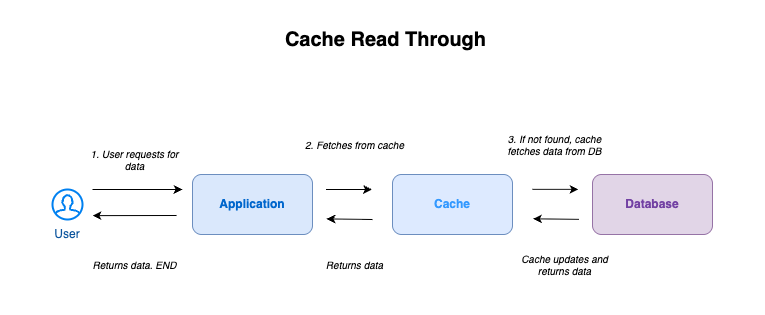 Cache Read Through
1. User requests for
data
2. Fetches from cache
3. If not found, cache
fetches data from DB
User
Application
Cache
Database
Returns data. END
Returns data
Cache updates and
returns data